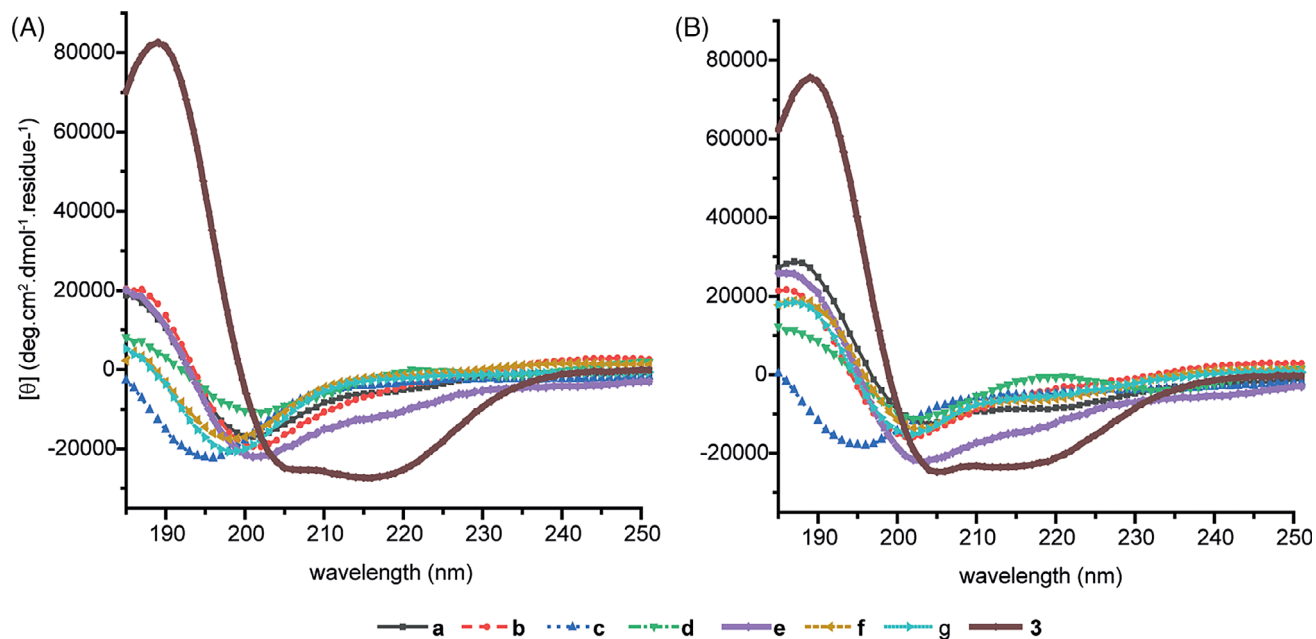 (A)
(B)
80000
60000
40000
20000
0
-20000
[θ] (deg.cm².dmol⁻¹.residue-¹)
190 200 210 220 230 240 250
wavelength (nm)
80000
60000
40000
20000
0
-20000
190 200 210 220 230 240 250
wavelength (nm)
a b c d e f g 3